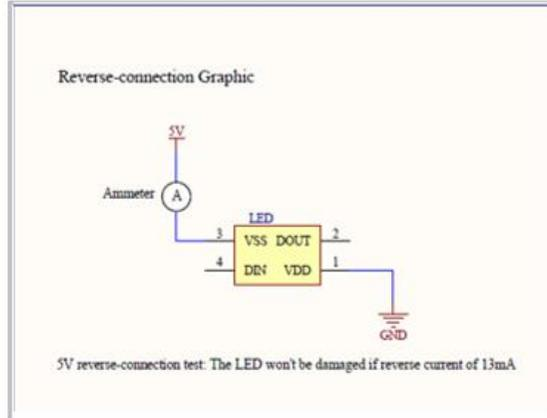 Reverse-connection Graphic
5V
Ammeter A
LED
3 VSS DOUT 2
4 DIN VDD 1
GND
5V reverse-connection test: The LED won't be damaged if reverse current of 13mA